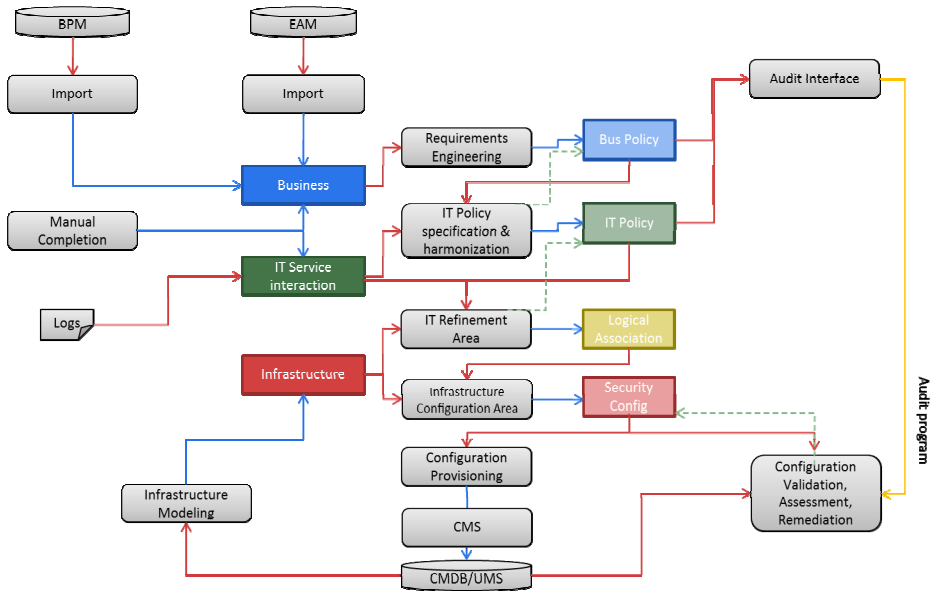 BPM
EAM
Import
Import
Audit Interface
Requirements
Engineering
Bus Policy
Business
Manual
Completion
IT Policy
specification &
harmonization
IT Policy
IT Service
interaction
Logs
IT Refinement
Area
Logical
Association
Infrastructure
Infrastructure
Configuration Area
Security
Config
Audit program
Configuration
Provisioning
Configuration
Validation,
Assessment,
Remediation
Infrastructure
Modeling
CMS
CMDB/UMS